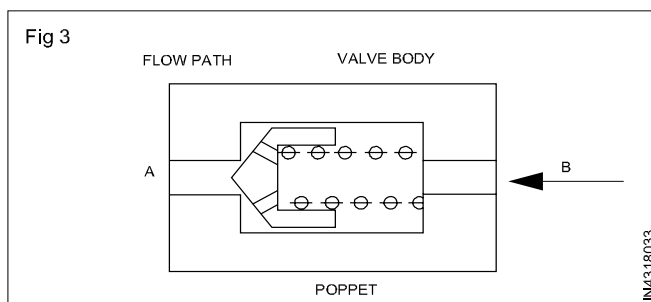 Fig 3
FLOW PATH VALVE BODY
A
B
POPPET
IN4318033